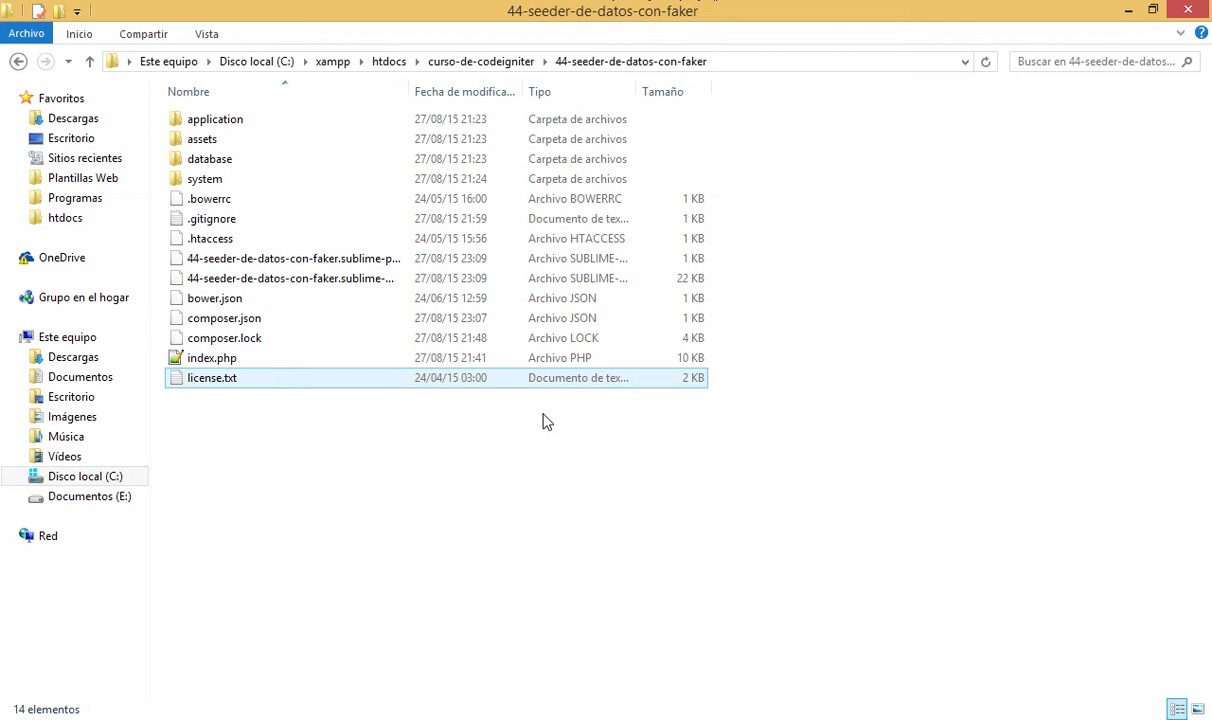 44-seeder-de-datos-con-faker
Archivo Inicio Compartir Vista
Este equipo Disco local (C:) xampp htdocs curso-de-codeigniter 44-seeder-de-datos-con-faker Buscar en 44-seeder-de-datos...
Nombre Fecha de modifica... Tipo Tamaño
Favoritos
Descargas
Escritorio
Sitios recientes
Plantillas Web
Programas
htdocs
OneDrive
Grupo en el hogar
Este equipo
Descargas
Documentos
Escritorio
Imágenes
Música
Vídeos
Disco local (C:)
Documentos (E:)
Red
application 27/08/15 21:23 Carpeta de archivos
assets 27/08/15 21:23 Carpeta de archivos
database 27/08/15 21:23 Carpeta de archivos
system 27/08/15 21:24 Carpeta de archivos
.bowerrc 24/05/15 16:00 Archivo BOWERRC 1 KB
.gitignore 27/08/15 21:59 Documento de tex... 1 KB
.htaccess 24/05/15 15:56 Archivo HTACCESS 1 KB
44-seeder-de-datos-con-faker.sublime-p... 27/08/15 23:09 Archivo SUBLIME-... 1 KB
44-seeder-de-datos-con-faker.sublime-... 27/08/15 23:09 Archivo SUBLIME-... 22 KB
bower.json 24/06/15 12:59 Archivo JSON 1 KB
composer.json 27/08/15 23:07 Archivo JSON 1 KB
composer.lock 27/08/15 21:48 Archivo LOCK 4 KB
index.php 27/08/15 21:41 Archivo PHP 10 KB
license.txt 24/04/15 03:00 Documento de tex... 2 KB
14 elementos